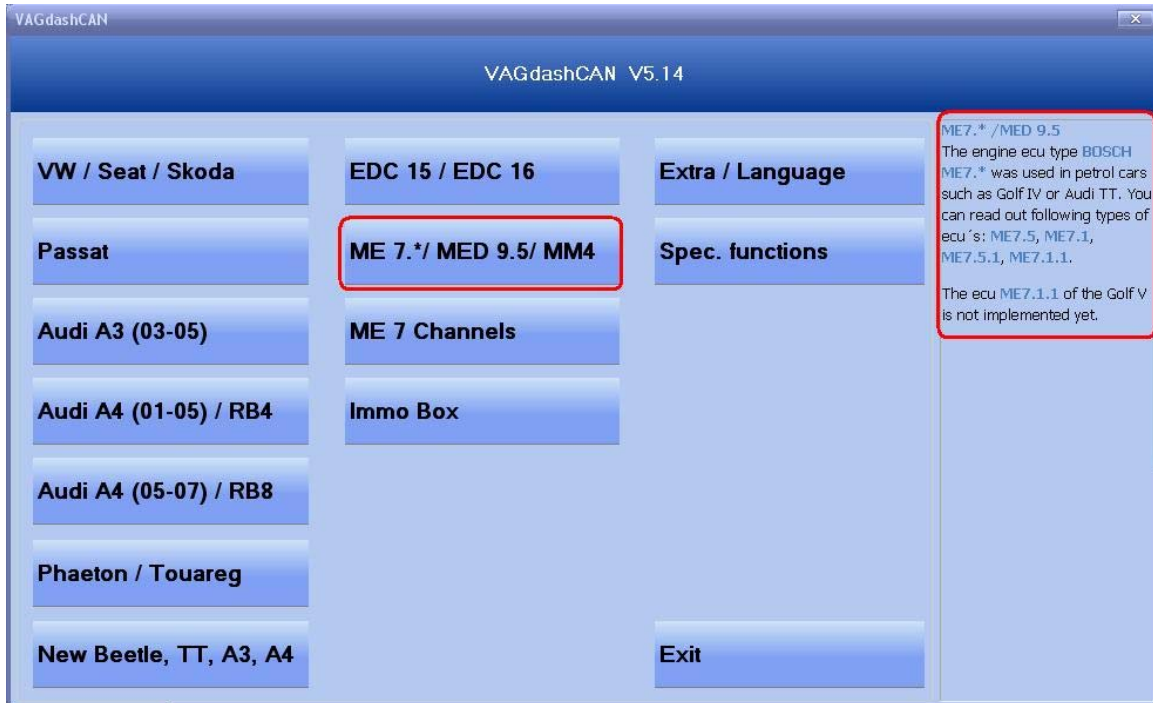 VAGdashCAN
VAGdashCAN V5.14
VW / Seat / Skoda
Passat
Audi A3 (03-05)
Audi A4 (01-05) / RB4
Audi A4 (05-07) / RB8
Phaeton / Touareg
New Beetle, TT, A3, A4
EDC 15 / EDC 16
ME 7.*/ MED 9.5/ MM4
ME 7 Channels
Immo Box
Extra / Language
Spec. functions
Exit
ME7.* /MED 9.5
The engine ecu type BOSCH
ME7.* was used in petrol cars
such as Golf IV or Audi TT. You
can read out following types of
ecu´s: ME7.5, ME7.1,
ME7.5.1, ME7.1.1.
The ecu ME7.1.1 of the Golf V
is not implemented yet.